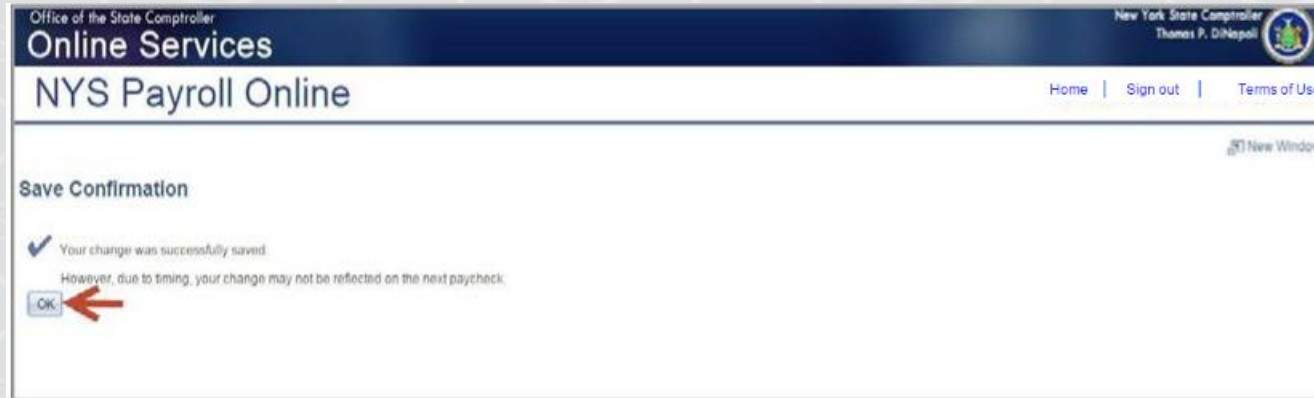 Office of the State Comptroller
Online Services
New York State Comptroller
Thomas P. DiNapoli
NYS Payroll Online
Home | Sign out | Terms of Use
New Window
Save Confirmation
Your change was successfully saved.
However, due to timing, your change may not be reflected on the next paycheck.
OK